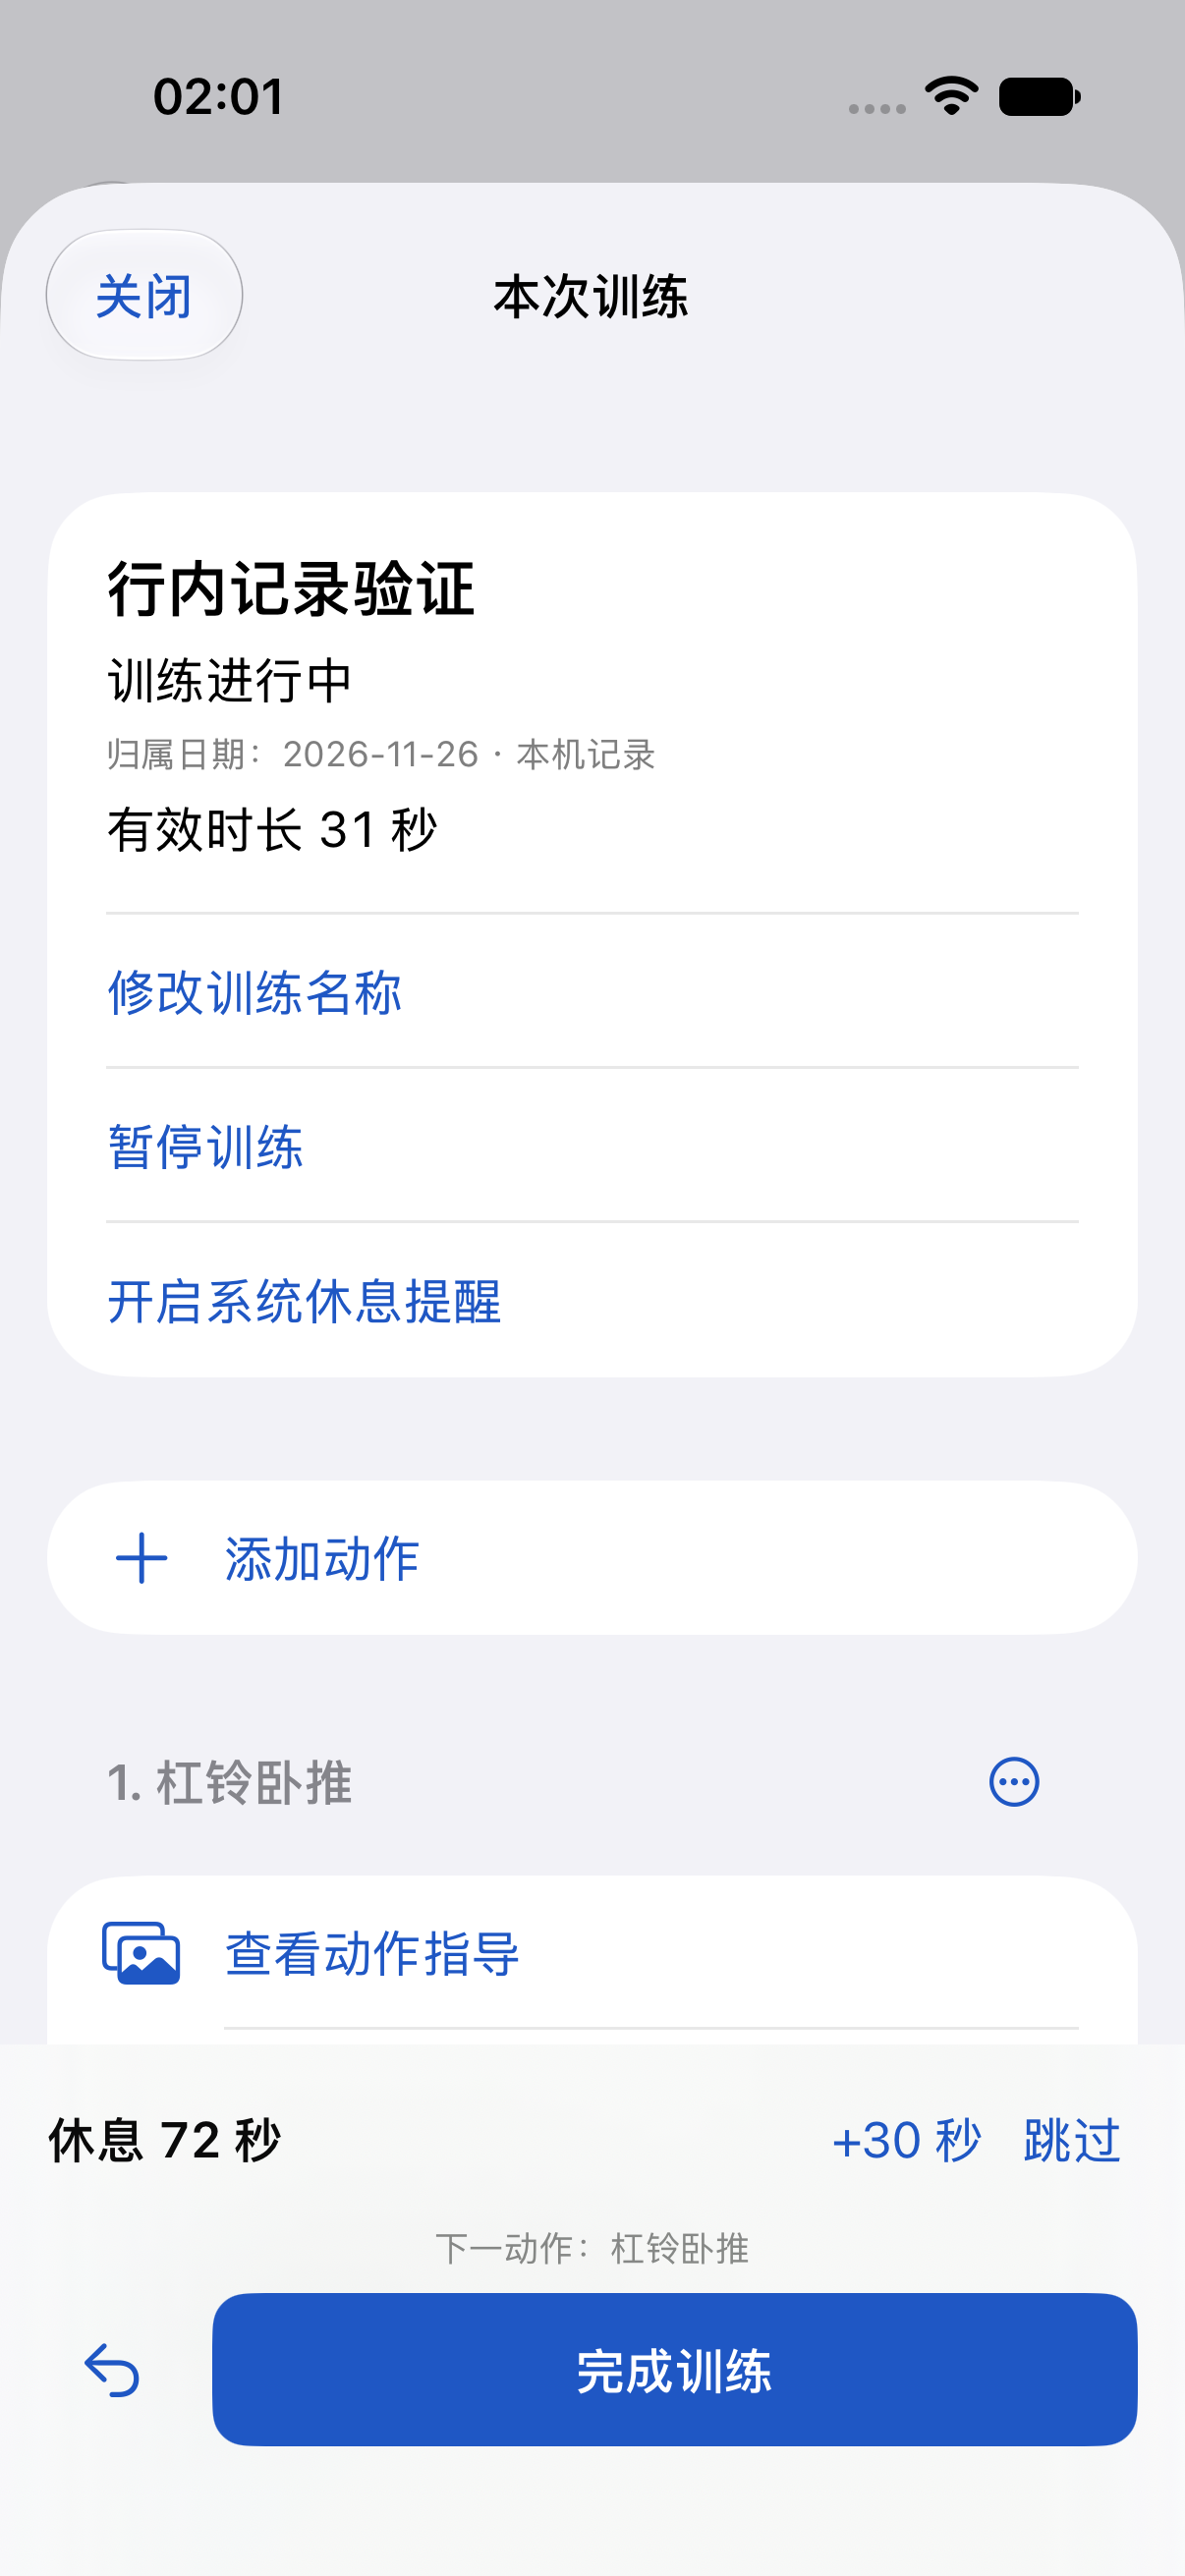 02:01
关闭
本次训练
行内记录验证
训练进行中
归属日期：2026-11-26 · 本机记录
有效时长 31 秒
修改训练名称
暂停训练
开启系统休息提醒
添加动作
1. 杠铃卧推
查看动作指导
休息 72 秒
+30 秒 跳过
下一动作：杠铃卧推
完成训练